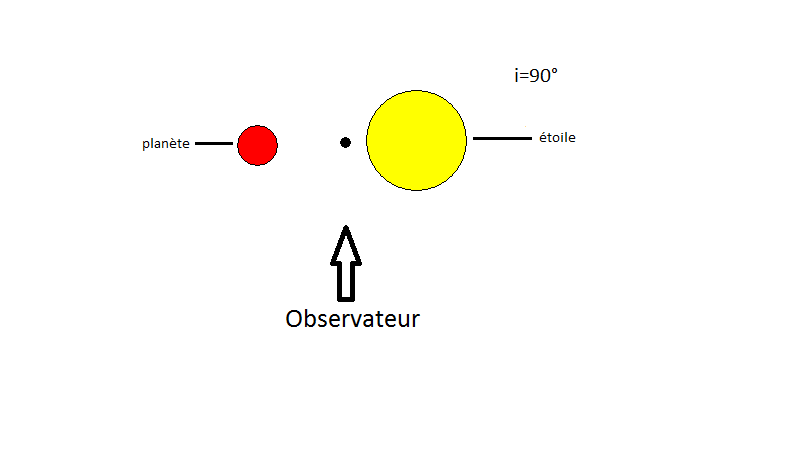 i=90°
planète
étoile
Observateur